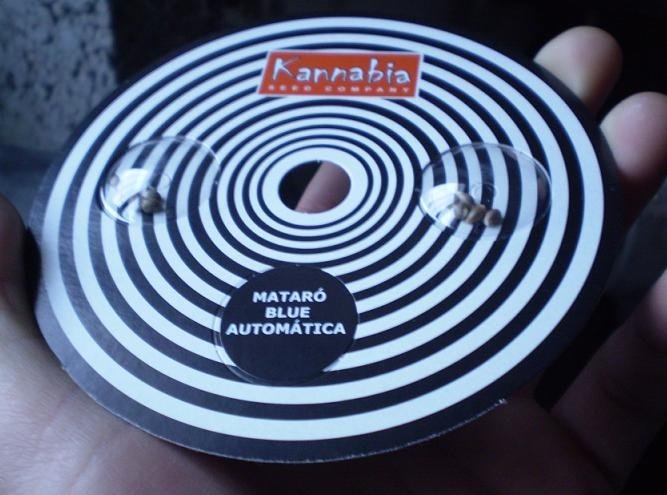 Kannabia
SEED COMPANY
MATARÓ
BLUE
AUTOMÁTICA